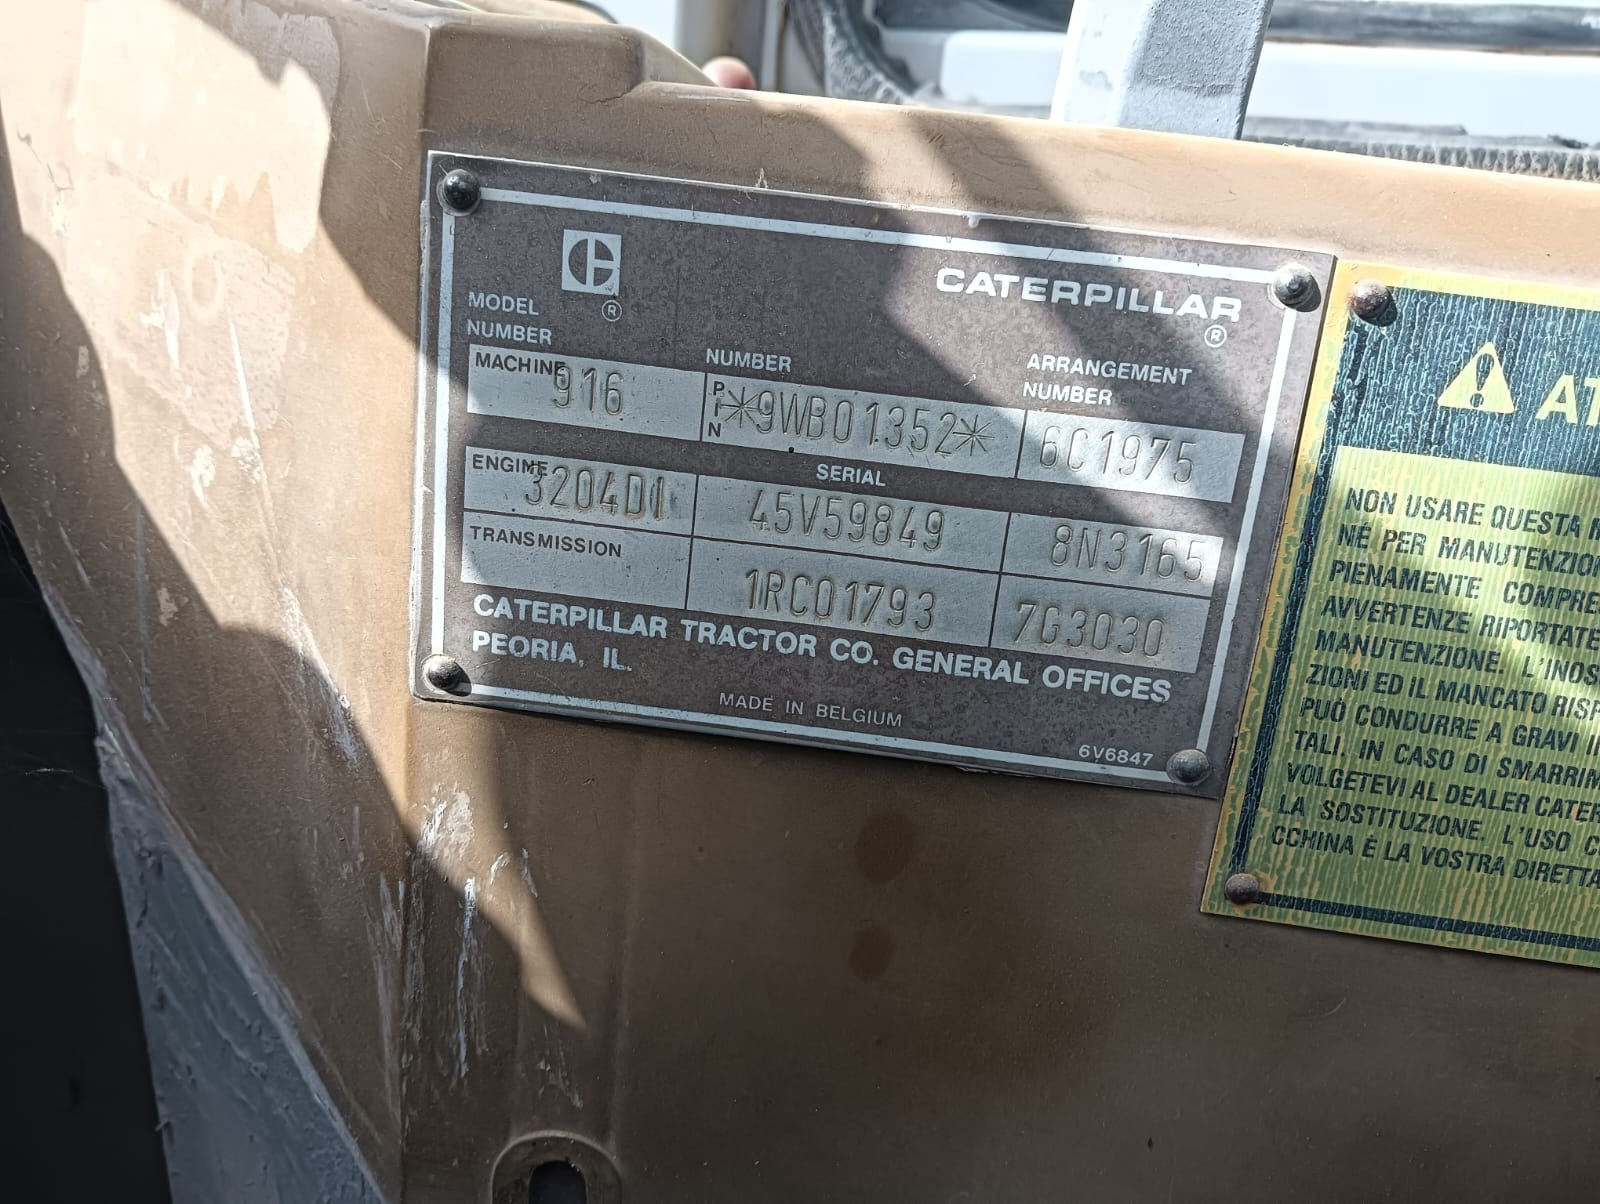 CATERPILLAR
®
®
MODEL
NUMBER
NUMBER
ARRANGEMENT
NUMBER
MACHINE
916
PIN
*9WB01352*
6C1975
SERIAL
ENGINE
3204DI
45V59849
8N3165
TRANSMISSION
1RC01793
7G3030
CATERPILLAR TRACTOR CO. GENERAL OFFICES
PEORIA, IL.
MADE IN BELGIUM
6V6847
NON USARE QUESTA
NÉ PER MANUTENZIO
PIENAMENTE COMPRE
AVVERTENZE RIPORTATE
MANUTENZIONE. L'INOS
ZIONI ED IL MANCATO RISP
PUÒ CONDURRE A GRAVI
TALI. IN CASO DI SMARRIM
VOLGETEVI AL DEALER CATER
LA SOSTITUZIONE. L'USO
CCHINA È LA VOSTRA DIRETTA